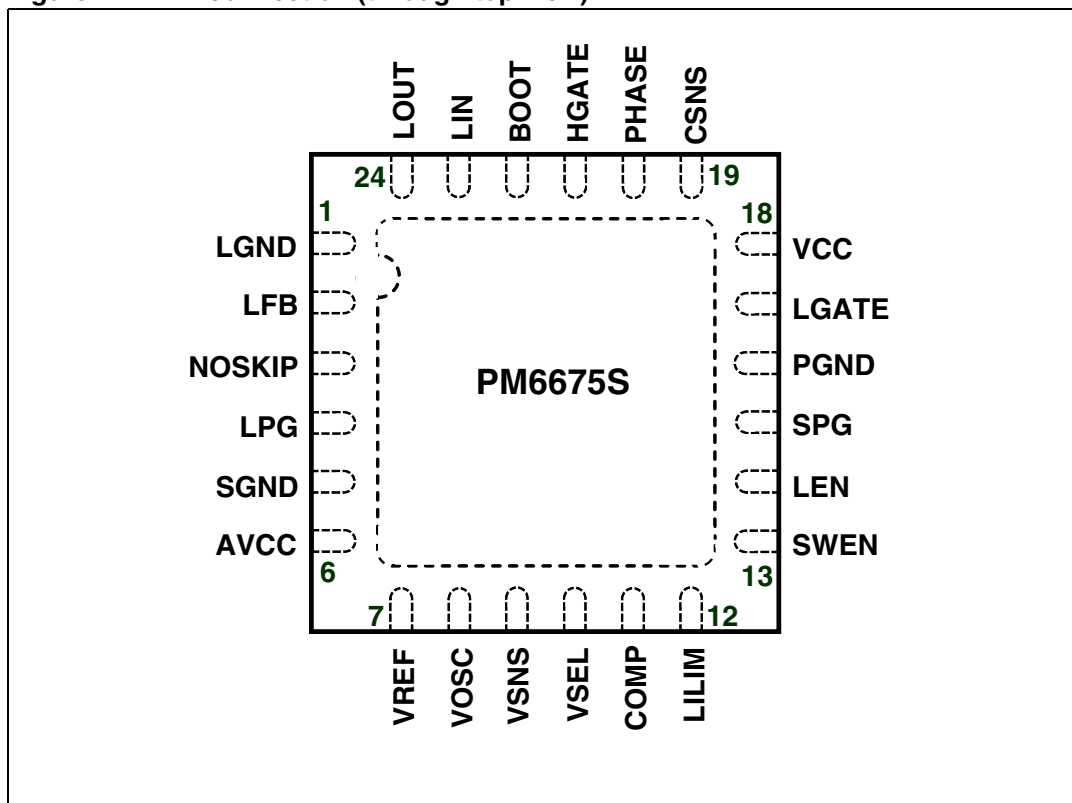 LOUT
LIN
BOOT
HGATE
PHASE
CSNS
24
19
1
18
LGND
VCC
LFB
LGATE
NOSKIP
PGND
PM6675S
LPG
SPG
SGND
LEN
AVCC
SWEN
6
13
7
12
VREF
VOSC
VSNS
VSEL
COMP
LILIM